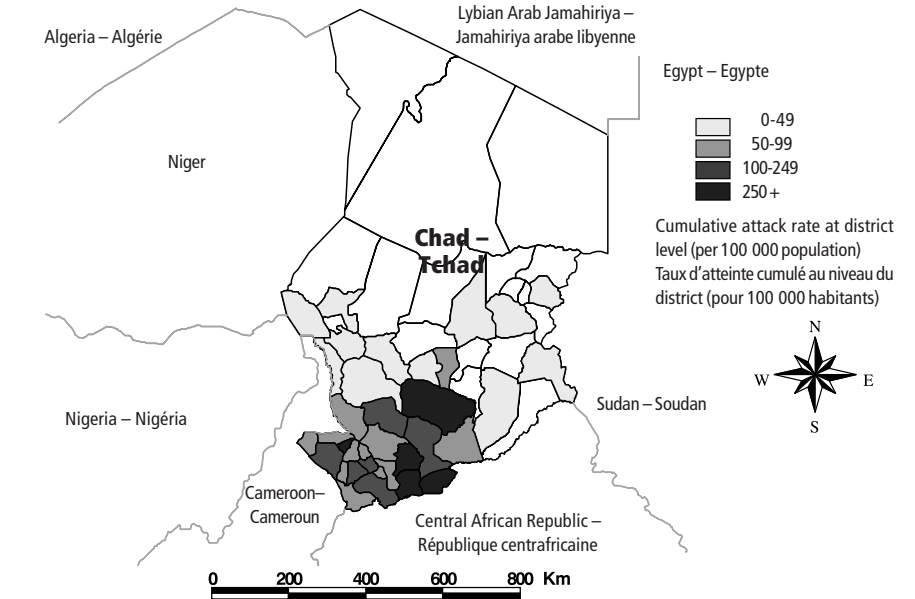 Lybian Arab Jamahiriya –
Jamahiriya arabe libyenne
Algeria – Algérie
Egypt – Egypte
0-49
50-99
100-249
250+
Niger
Cumulative attack rate at district
level (per 100 000 population)
Taux d'atteinte cumulé au niveau du
district (pour 100 000 habitants)
Chad –
Tchad
N
W
E
S
Nigeria – Nigéria
Sudan – Soudan
Cameroon–
Cameroun
Central African Republic –
République centrafricaine
0 200 400 600 800 Km